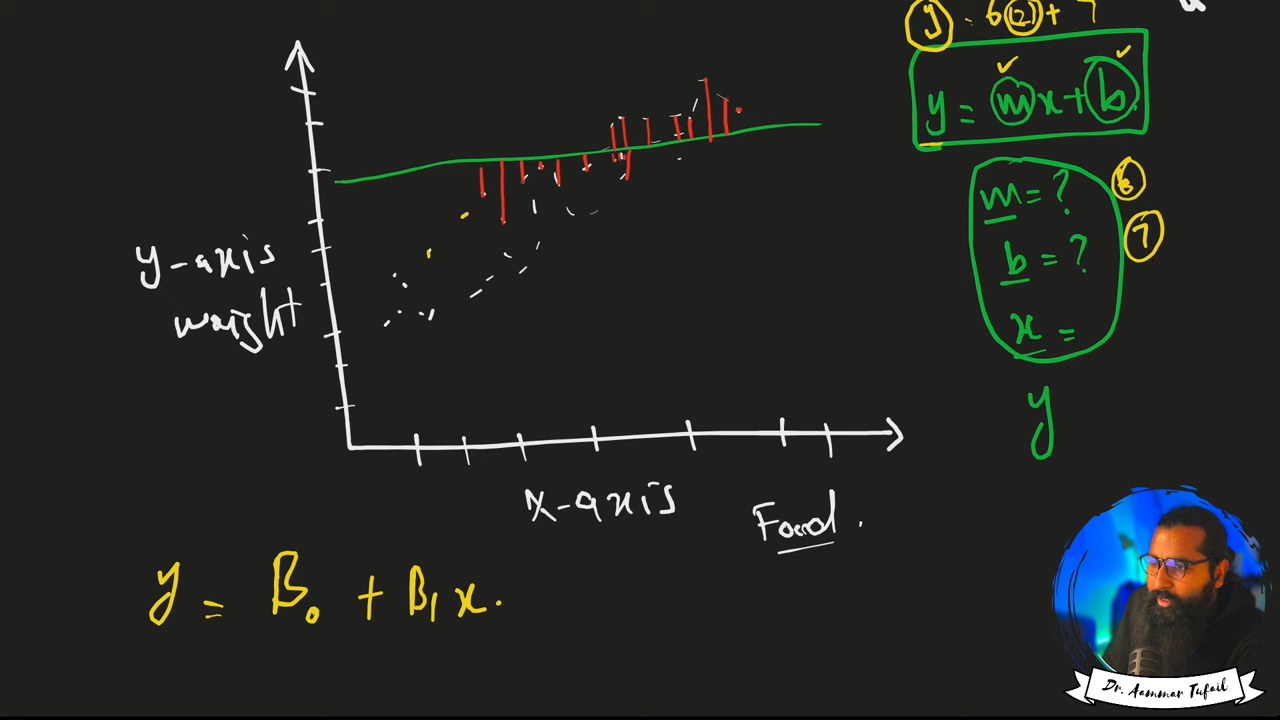 y = 6(2) + 7
y = mx + b
m = ?
6
b = ?
7
x =
y
y-axis
weight
x-axis
Food.
y = B₀ + B₁x.
Dr. Aammar Tufail